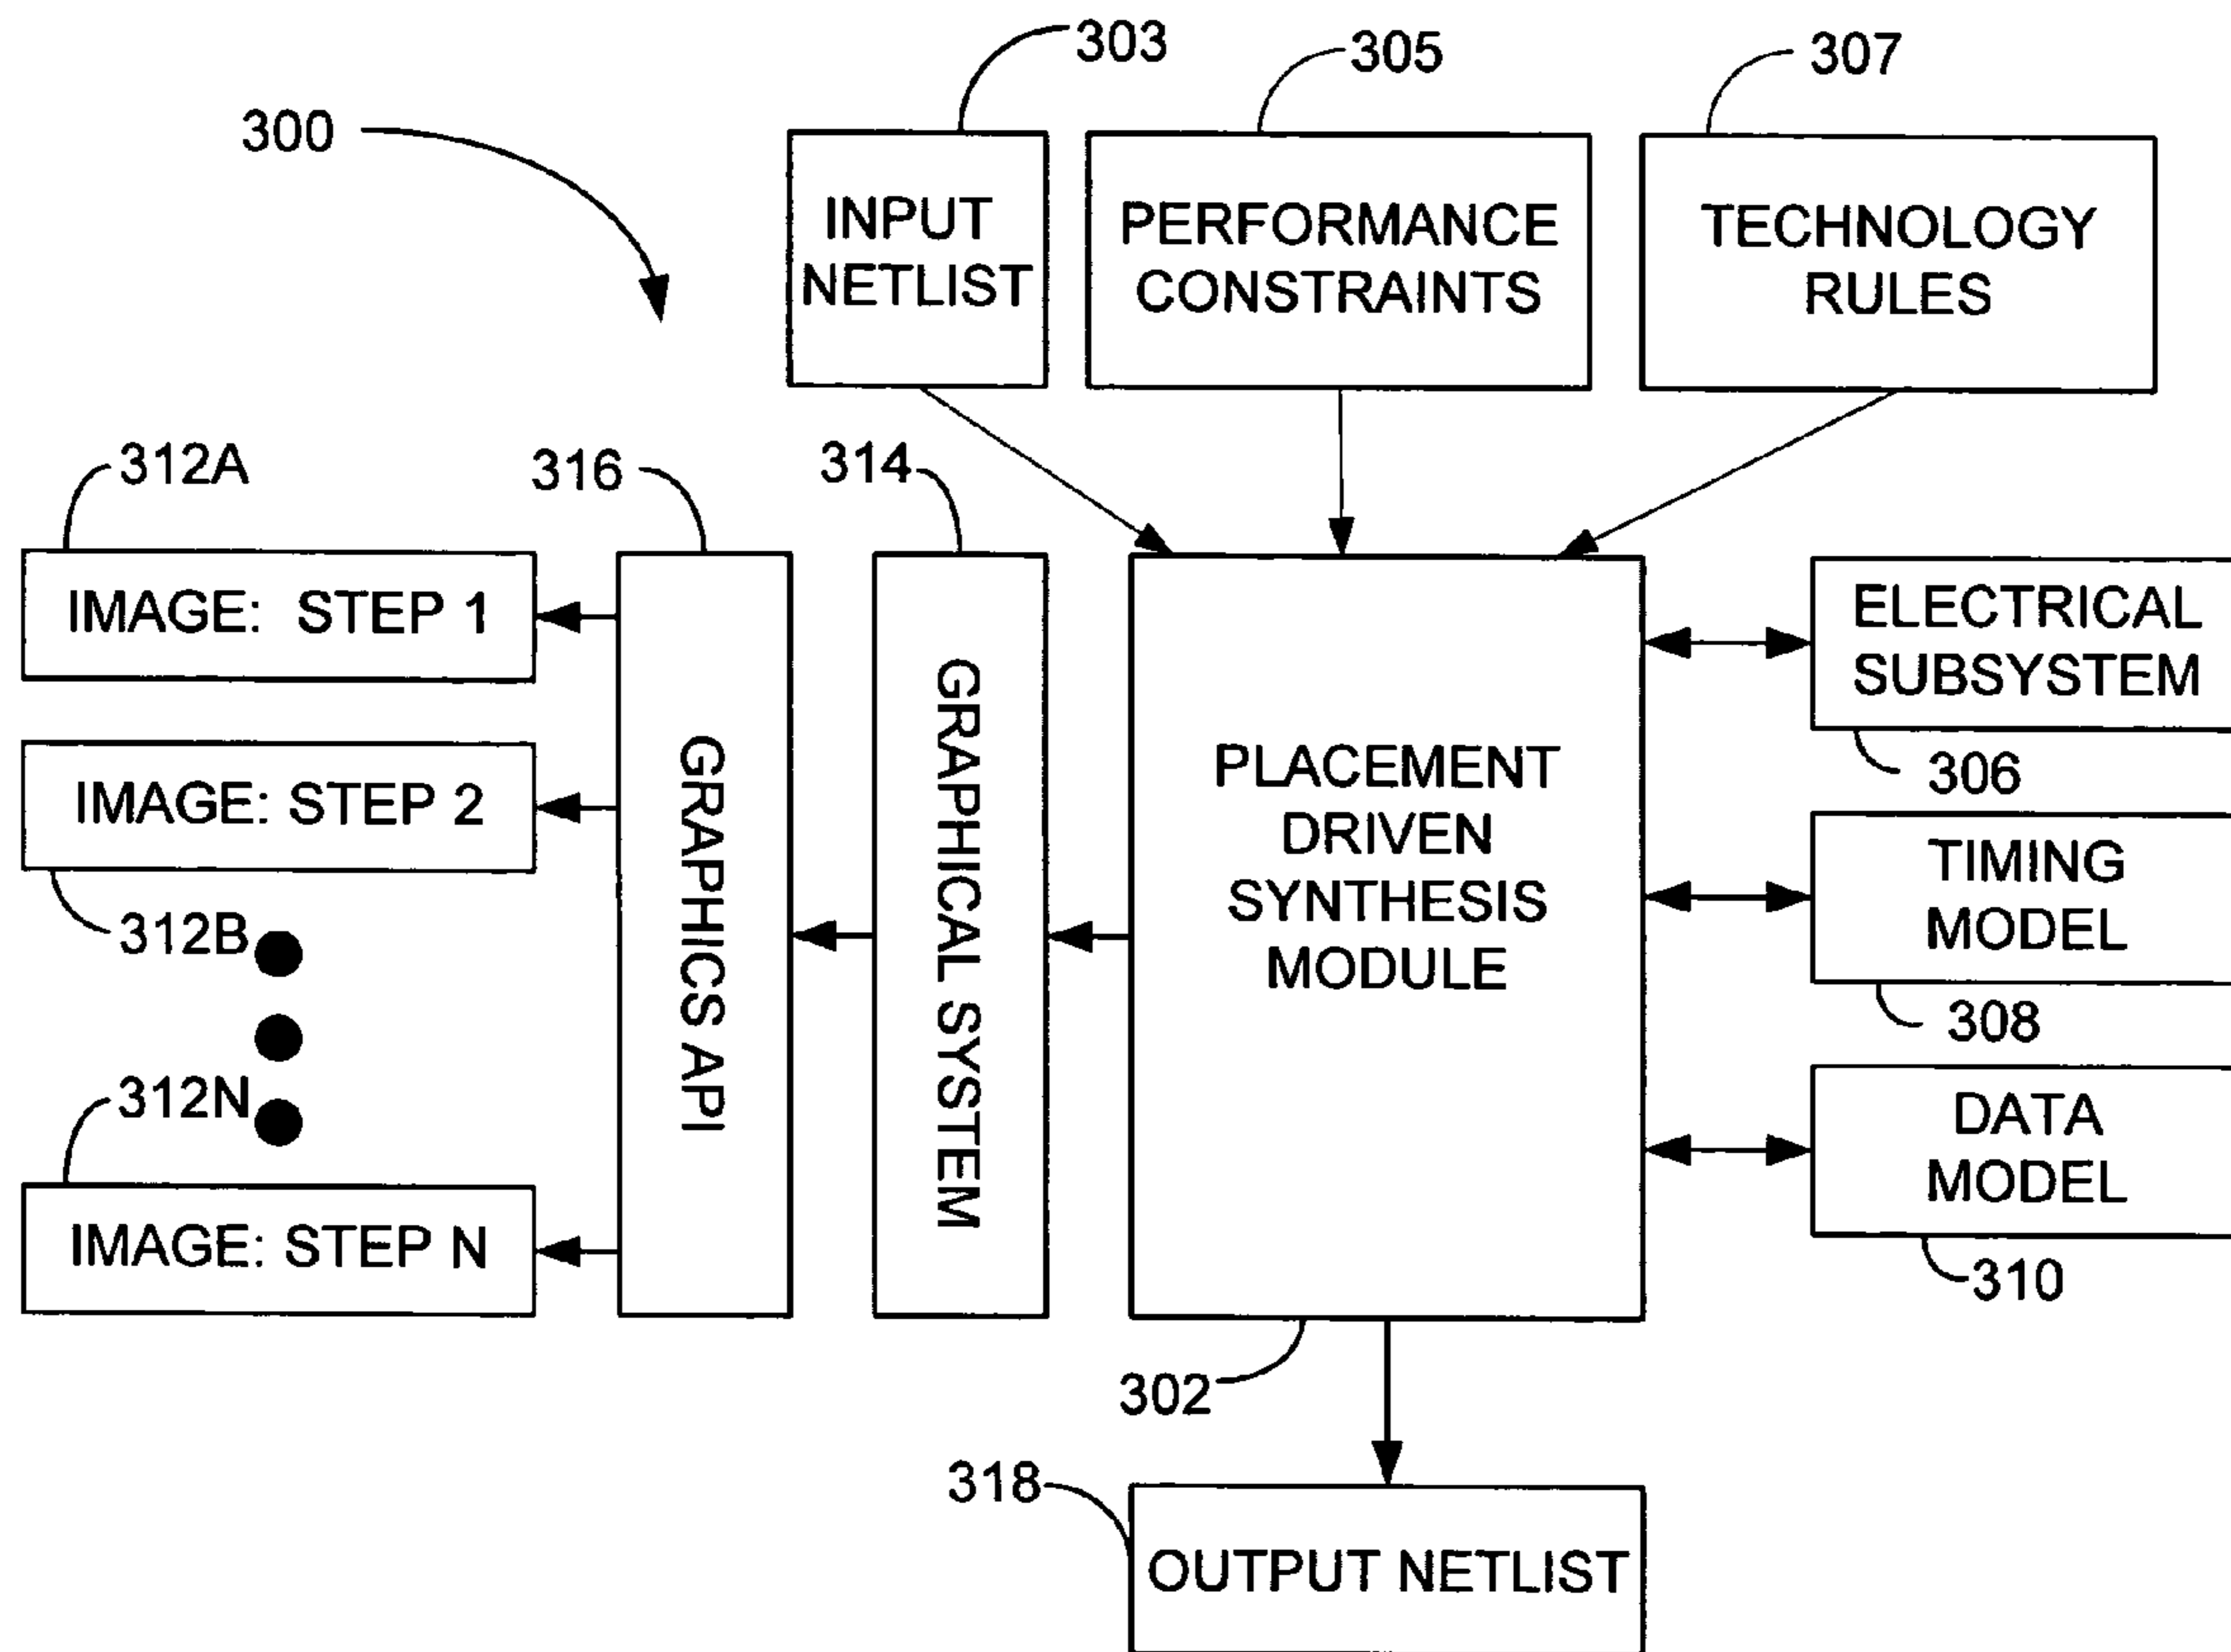 303
305
307
300
INPUT
NETLIST
PERFORMANCE
CONSTRAINTS
TECHNOLOGY
RULES
312A
316
314
IMAGE: STEP 1
IMAGE: STEP 2
312B
312N
IMAGE: STEP N
GRAPHICS API
GRAPHICAL SYSTEM
PLACEMENT
DRIVEN
SYNTHESIS
MODULE
ELECTRICAL
SUBSYSTEM
306
TIMING
MODEL
308
DATA
MODEL
310
302
318
OUTPUT NETLIST